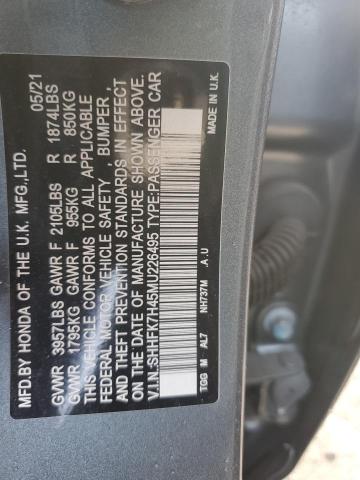 MFD.BY HONDA OF THE U.K. MFG.,LTD. 05/21
GVWR 3957LBS GAWR F 2105LBS R 1874LBS
GVWR 1795KG GAWR F 955KG R 850KG
THIS VEHICLE CONFORMS TO ALL APPLICABLE
FEDERAL MOTOR VEHICLE SAFETY, BUMPER,
AND THEFT PREVENTION STANDARDS IN EFFECT
ON THE DATE OF MANUFACTURE SHOWN ABOVE.
V.I.N.:SHHFK7H45MU226495 TYPE:PASSENGER CAR
TGG M AL7 NH737M A .U
MADE IN U.K.